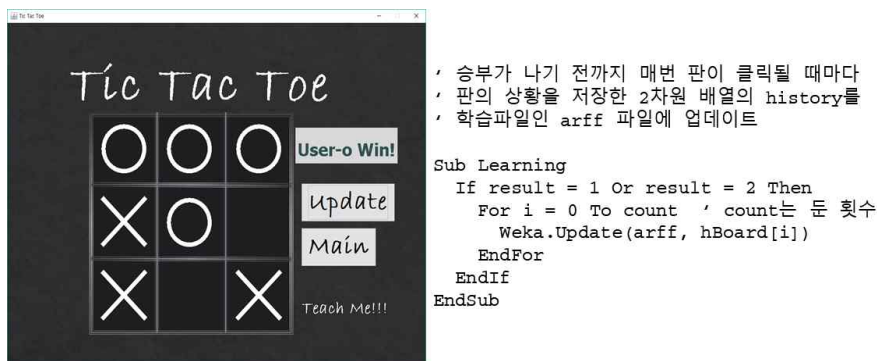 Tic Tac Toe
Tic Tac Toe
User-o Win!
Update
Main
Teach Me!!!
‘ 승부가 나기 전까지 매번 판이 클릭될 때마다
‘ 판의 상황을 저장한 2차원 배열의 history를
‘ 학습파일인 arff 파일에 업데이트
Sub Learning
If result = 1 Or result = 2 Then
For i = 0 To count ‘ count는 둔 횟수
Weka.Update(arff, hBoard[i])
EndFor
EndIf
EndSub